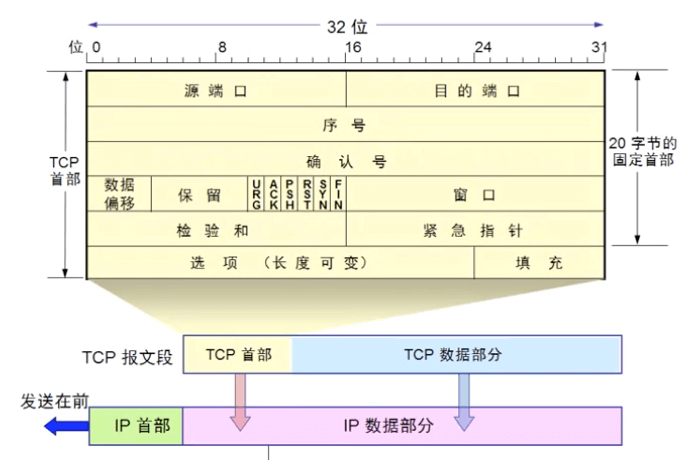 32 位
位 0 8 16 24 31
源 端 口 目 的 端 口
序 号
TCP 首部
20 字节的固定首部
确 认 号
数据偏移 保 留 URG ACK PSH RST SYN FIN 窗 口
检 验 和 紧 急 指 针
选 项 （长 度 可 变） 填 充
TCP 报文段 TCP 首部 TCP 数据部分
发送在前
IP 首部 IP 数据部分